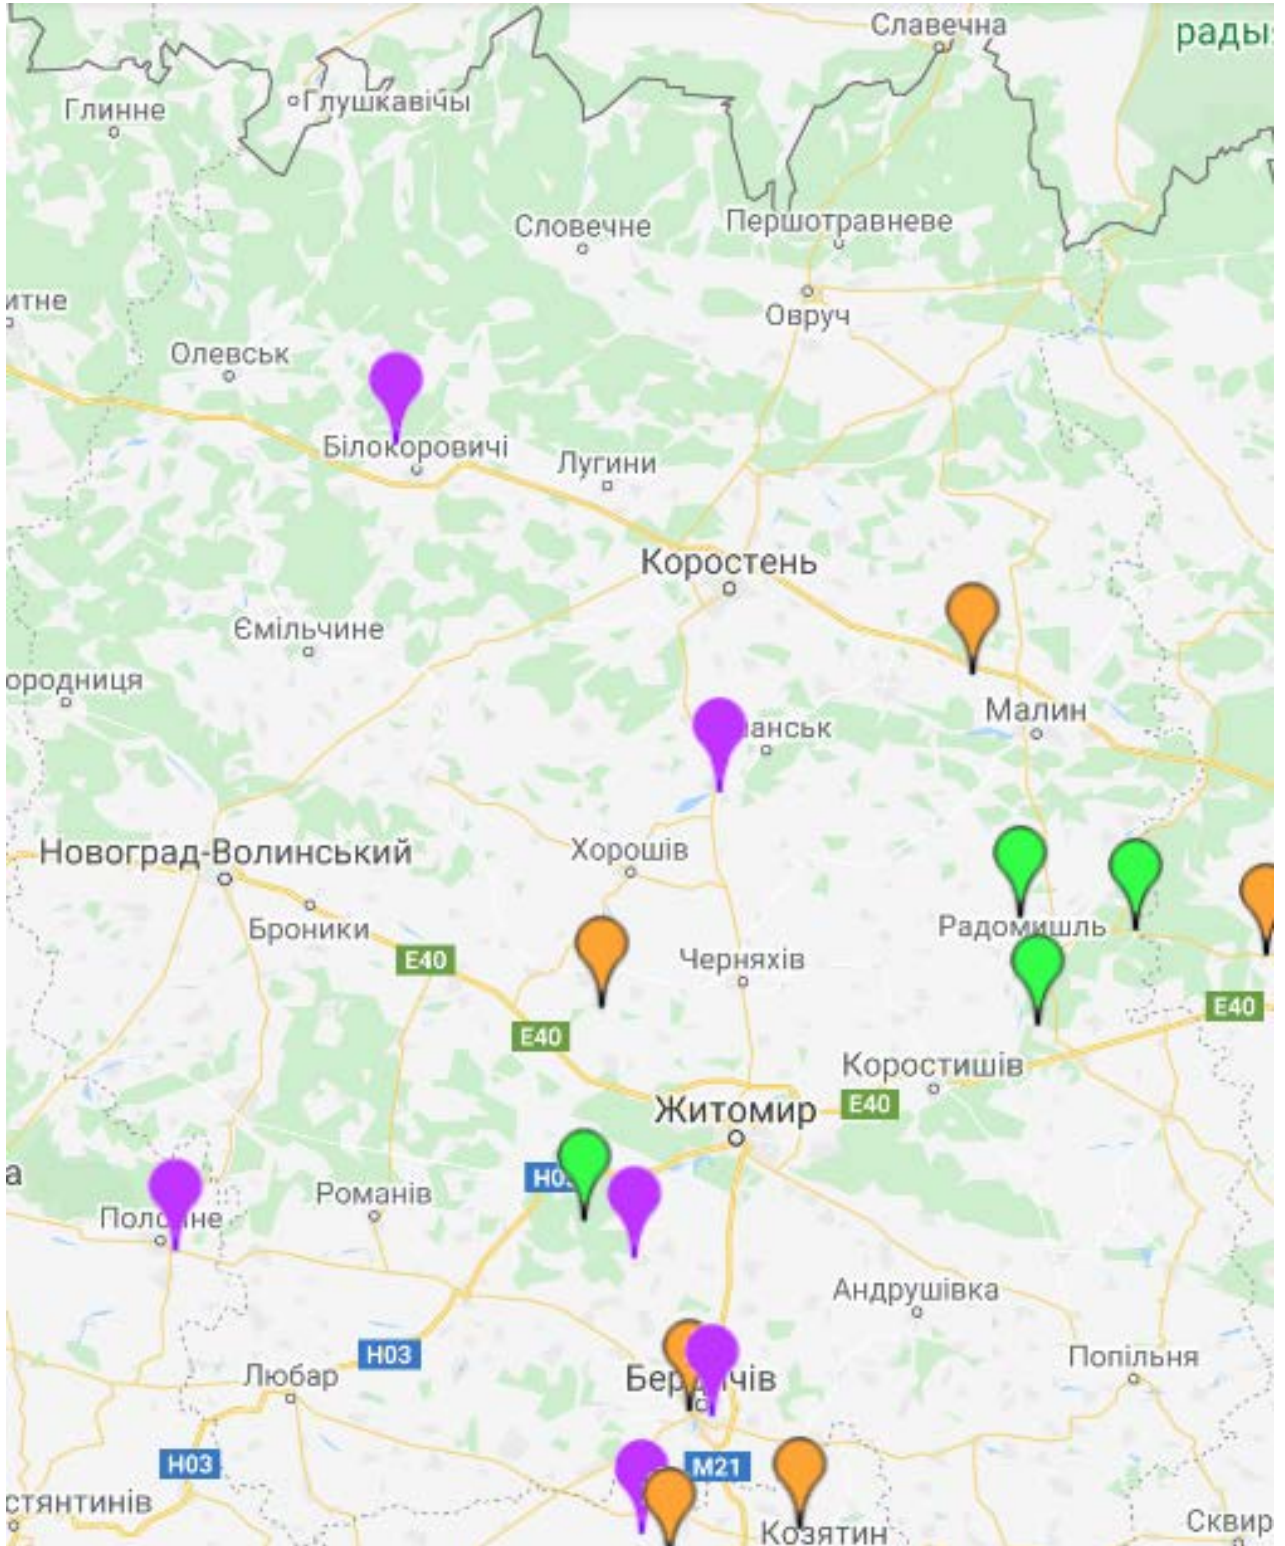 Славечна
рады
Глинне
Глушкавічы
Словечне
Першотравневе
итне
Овруч
Олевськ
Білокоровичі
Лугини
Коростень
Ємільчине
ородниця
Малин
анськ
Хорошів
Новоград-Волинський
Броники
Радомишль
E40
Черняхів
E40
E40
Коростишів
E40
Житомир
а
H03
Романів
Андрушівка
H03
Попільня
Любар
Бердичів
H03
M21
стянтинів
Козятин
Сквир